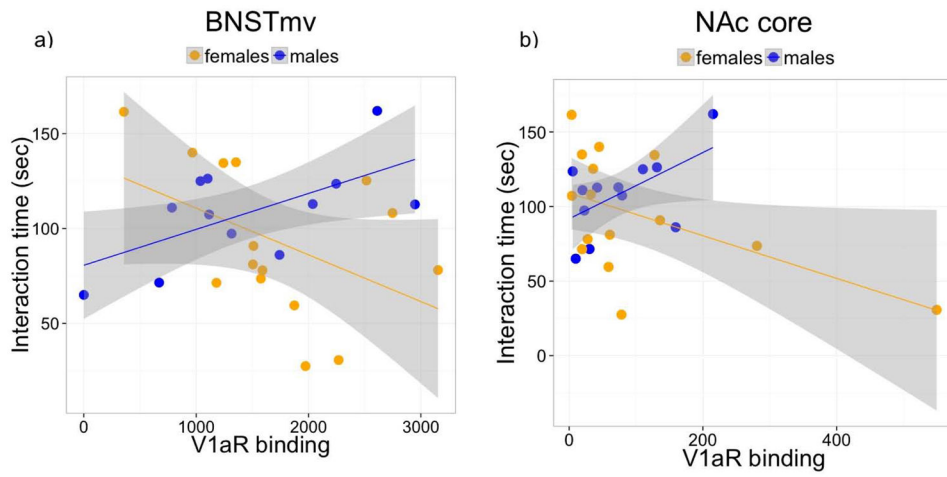 BNSTmv
a)
females males
Interaction time (sec)
150
100
50
0 1000 2000 3000
V1aR binding
NAc core
b)
females males
Interaction time (sec)
150
100
50
0
0 200 400
V1aR binding